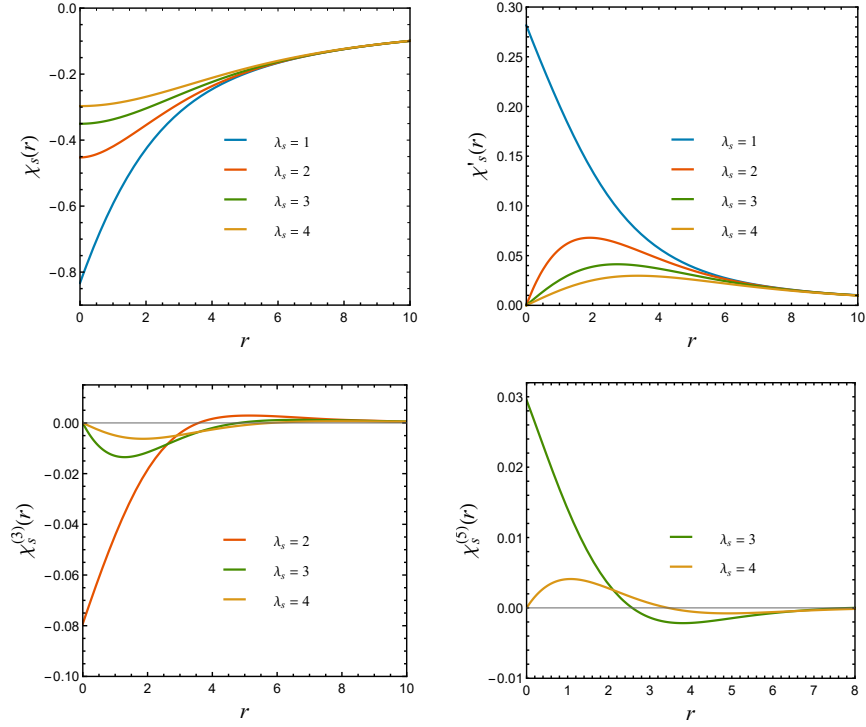 0.0
-0.2
-0.4
-0.6
-0.8
χₛ(r)
λₛ = 1
λₛ = 2
λₛ = 3
λₛ = 4
0 2 4 6 8 10
r
0.30
0.25
0.20
0.15
0.10
0.05
0.00
χ'ₛ(r)
λₛ = 1
λₛ = 2
λₛ = 3
λₛ = 4
0 2 4 6 8 10
r
0.00
-0.02
-0.04
-0.06
-0.08
-0.10
χₛ⁽³⁾(r)
λₛ = 2
λₛ = 3
λₛ = 4
0 2 4 6 8 10
r
0.03
0.02
0.01
0.00
-0.01
χₛ⁽⁵⁾(r)
λₛ = 3
λₛ = 4
0 1 2 3 4 5 6 7 8
r